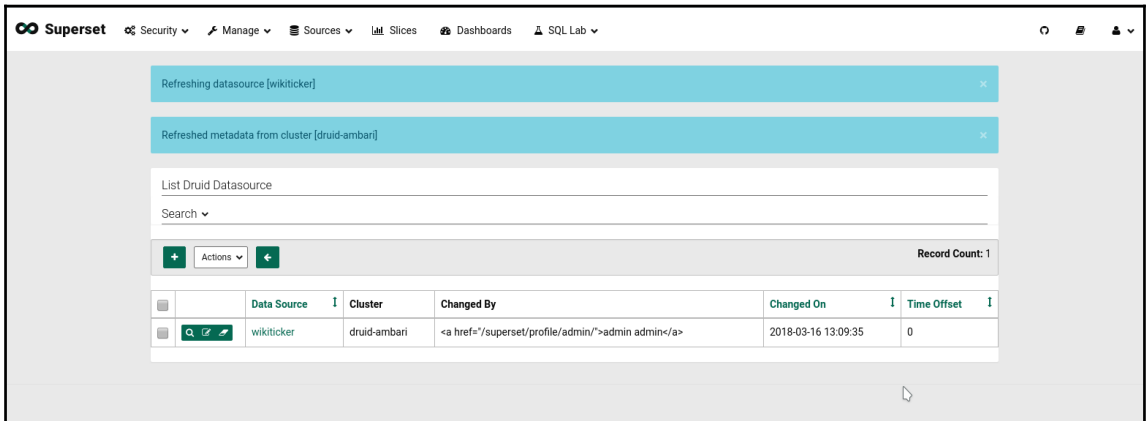 Superset Security Manage Sources Slices Dashboards SQL Lab
Refreshing datasource [wikiticker] ×
Refreshed metadata from cluster [druid-ambari] ×
List Druid Datasource
Search
Actions Record Count: 1
Data Source Cluster Changed By Changed On Time Offset
wikiticker druid-ambari <a href="/superset/profile/admin/">admin admin</a> 2018-03-16 13:09:35 0